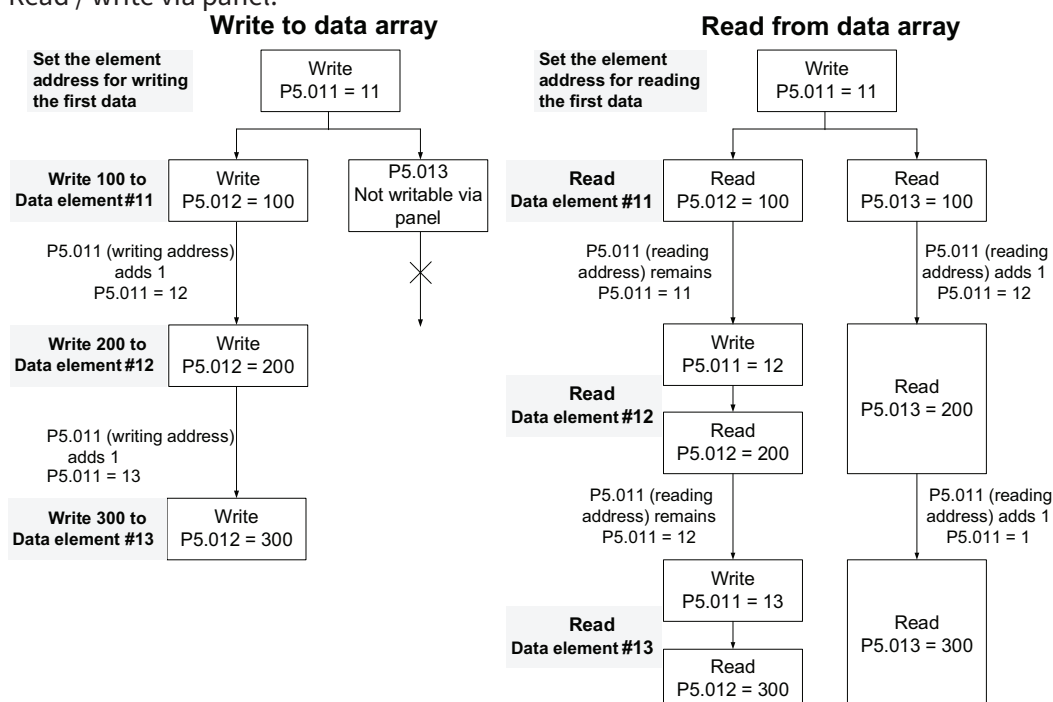 Read / write via panel:
Write to data array
Set the element
address for writing
the first data
Write
P5.011 = 11
Write 100 to
Data element #11
Write
P5.012 = 100
P5.013
Not writable via
panel
P5.011 (writing address)
adds 1
P5.011 = 12
Write 200 to
Data element #12
Write
P5.012 = 200
P5.011 (writing address)
adds 1
P5.011 = 13
Write 300 to
Data element #13
Write
P5.012 = 300
Read from data array
Set the element
address for reading
the first data
Write
P5.011 = 11
Read
Data element #11
Read
P5.012 = 100
Read
P5.013 = 100
P5.011 (reading
address) remains
P5.011 = 11
P5.011 (reading
address) adds 1
P5.011 = 12
Write
P5.011 = 12
Read
Data element #12
Read
P5.012 = 200
Read
P5.013 = 200
P5.011 (reading
address) remains
P5.011 = 12
P5.011 (reading
address) adds 1
P5.011 = 1
Write
P5.011 = 13
Read
Data element #13
Read
P5.012 = 300
Read
P5.013 = 300